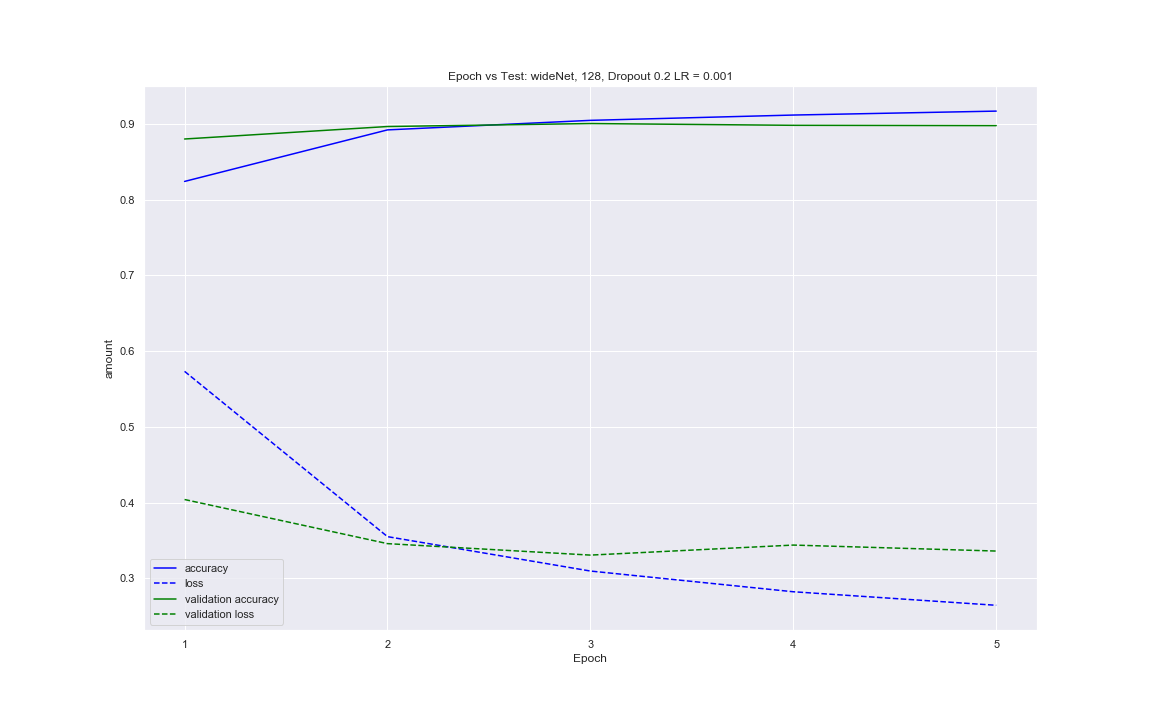 Epoch vs Test: wideNet, 128, Dropout 0.2 LR = 0.001
amount
0.9
0.8
0.7
0.6
0.5
0.4
0.3
accuracy
loss
validation accuracy
validation loss
1 2 3 4 5
Epoch